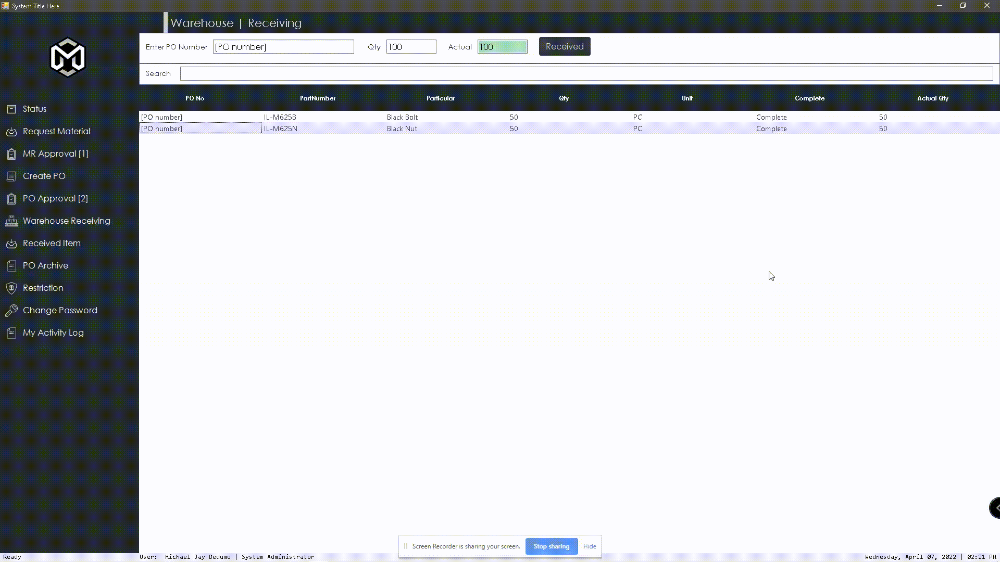 System Title Here
Warehouse | Receiving
Enter PO Number [PO number] Qty 100 Actual 100 Received
Search
PO No PartNumber Particular Qty Unit Complete Actual Qty
[PO number] IL-M625B Black Bolt 50 PC Complete 50
[PO number] IL-M625N Black Nut 50 PC Complete 50
Status
Request Material
MR Approval [1]
Create PO
PO Approval [2]
Warehouse Receiving
Received Item
PO Archive
Restriction
Change Password
My Activity Log
Screen Recorder is sharing your screen. Stop sharing Hide
Ready User: Michael Jay Dedumo | System Administrator Wednesday, April 07, 2022 | 02:21 PM